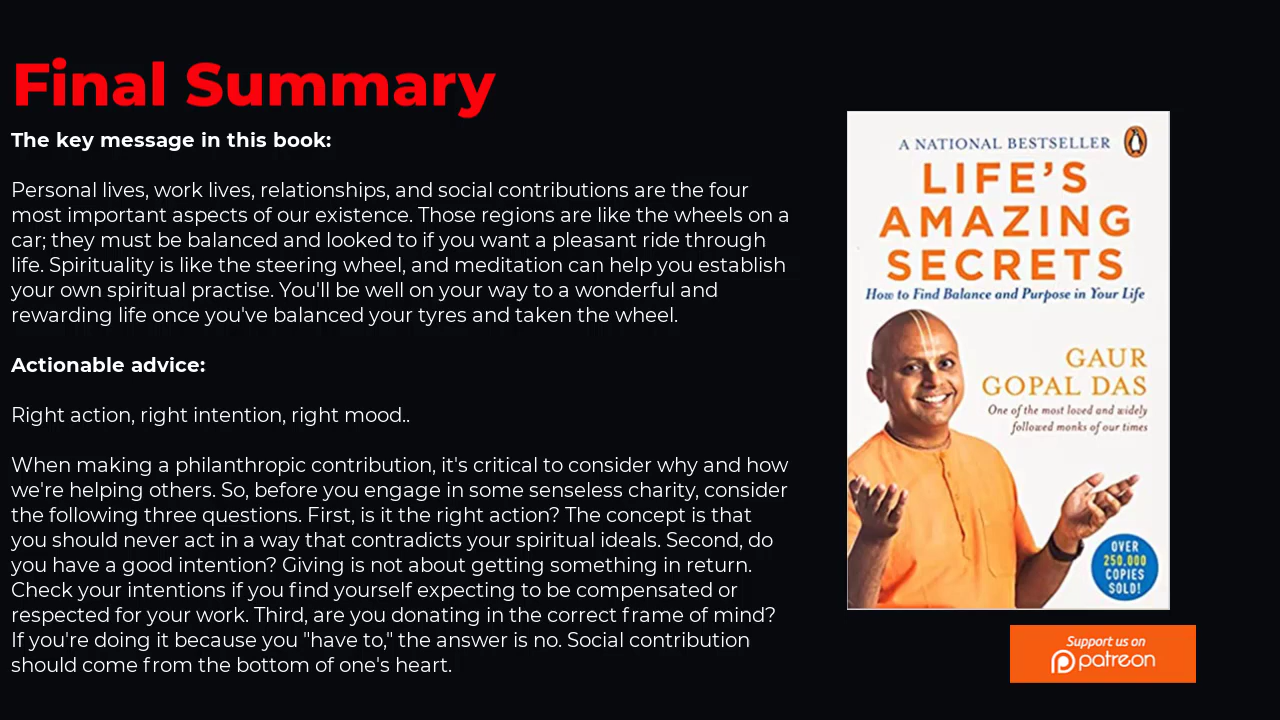 Final Summary
The key message in this book:
Personal lives, work lives, relationships, and social contributions are the four
most important aspects of our existence. Those regions are like the wheels on a
car; they must be balanced and looked to if you want a pleasant ride through
life. Spirituality is like the steering wheel, and meditation can help you establish
your own spiritual practise. You'll be well on your way to a wonderful and
rewarding life once you've balanced your tyres and taken the wheel.
Actionable advice:
Right action, right intention, right mood..
When making a philanthropic contribution, it's critical to consider why and how
we're helping others. So, before you engage in some senseless charity, consider
the following three questions. First, is it the right action? The concept is that
you should never act in a way that contradicts your spiritual ideals. Second, do
you have a good intention? Giving is not about getting something in return.
Check your intentions if you find yourself expecting to be compensated or
respected for your work. Third, are you donating in the correct frame of mind?
If you're doing it because you "have to," the answer is no. Social contribution
should come from the bottom of one's heart.
A NATIONAL BESTSELLER
LIFE'S
AMAZING
SECRETS
How to Find Balance and Purpose in Your Life
GAUR
GOPAL DAS
One of the most loved and widely
followed monks of our times
OVER
250,000
COPIES
SOLD!
Support us on
patreon